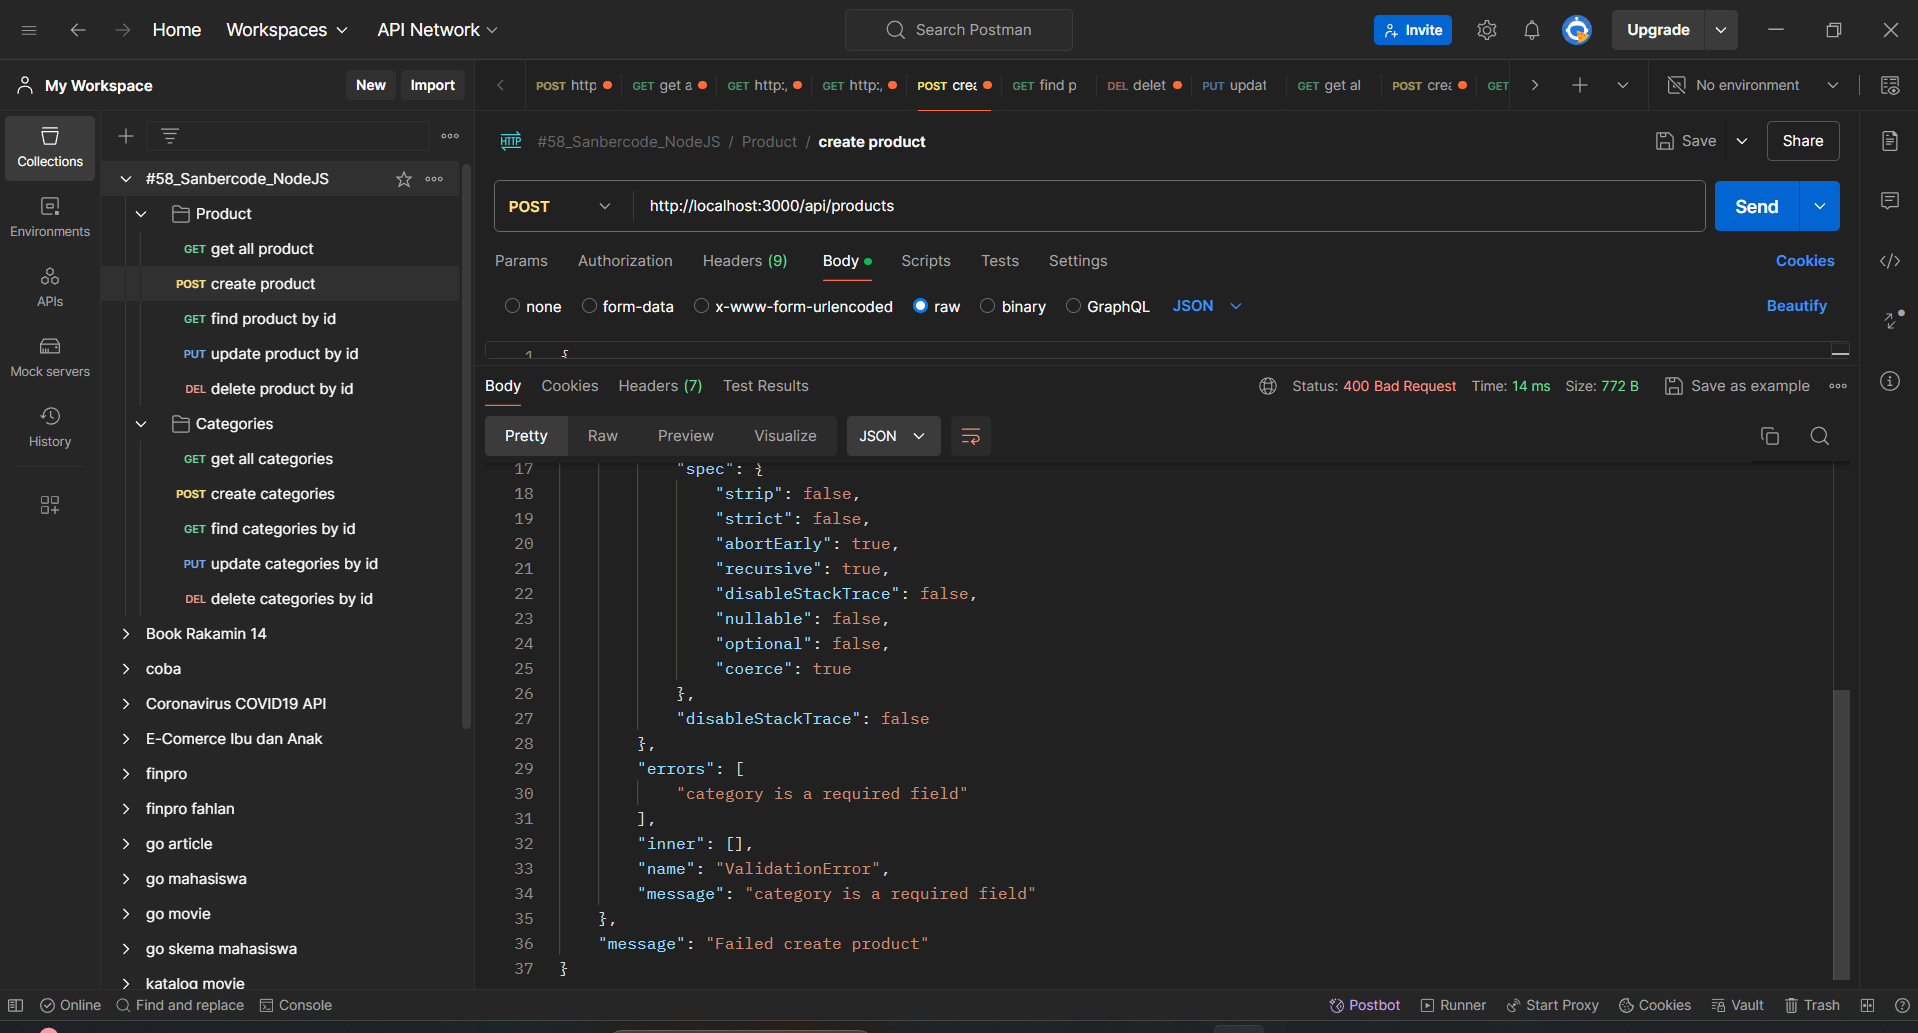 Home Workspaces API Network Search Postman Invite Upgrade
My Workspace New Import
POST http GET get a GET http:, GET http:, POST crea GET find p DEL delet PUT updat GET get al POST crea GET No environment
Collections
Environments
APIs
Mock servers
History
#58_Sanbercode_NodeJS
Product
GET get all product
POST create product
GET find product by id
PUT update product by id
DEL delete product by id
Categories
GET get all categories
POST create categories
GET find categories by id
PUT update categories by id
DEL delete categories by id
Book Rakamin 14
coba
Coronavirus COVID19 API
E-Comerce Ibu dan Anak
finpro
finpro fahlan
go article
go mahasiswa
go movie
go skema mahasiswa
katalog movie
HTTP #58_Sanbercode_NodeJS / Product / create product Save Share
POST http://localhost:3000/api/products Send
Params Authorization Headers (9) Body Scripts Tests Settings Cookies
none form-data x-www-form-urlencoded raw binary GraphQL JSON Beautify
1 {
Body Cookies Headers (7) Test Results Status: 400 Bad Request Time: 14 ms Size: 772 B Save as example
Pretty Raw Preview Visualize JSON
17 "spec": {
18 "strip": false,
19 "strict": false,
20 "abortEarly": true,
21 "recursive": true,
22 "disableStackTrace": false,
23 "nullable": false,
24 "optional": false,
25 "coerce": true
26 },
27 "disableStackTrace": false
28 },
29 "errors": [
30 "category is a required field"
31 ],
32 "inner": [],
33 "name": "ValidationError",
34 "message": "category is a required field"
35 },
36 "message": "Failed create product"
37 }
Online Find and replace Console Postbot Runner Start Proxy Cookies Vault Trash